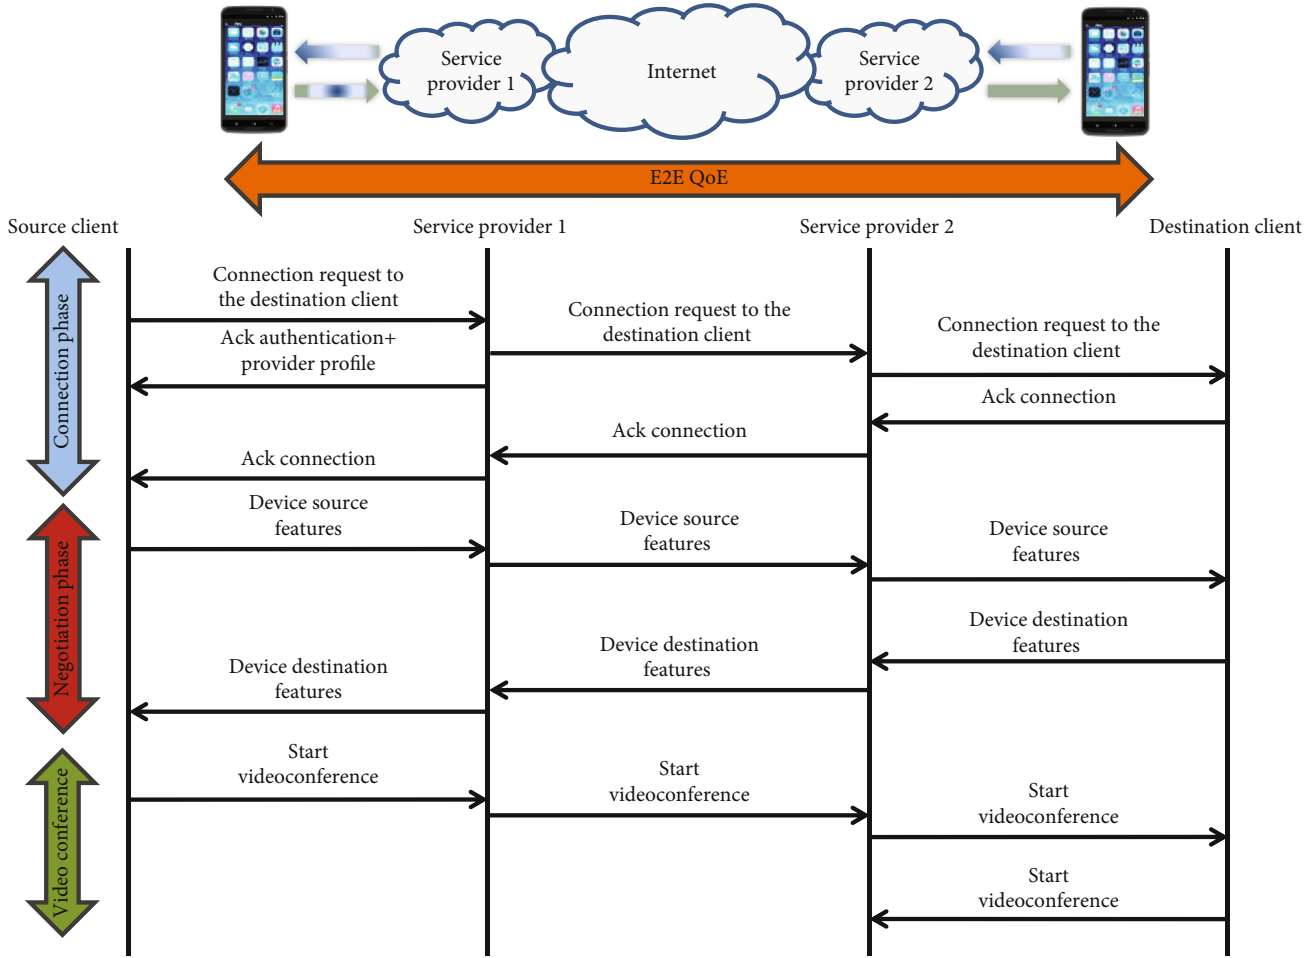 Service
provider 1
Internet
Service
provider 2
E2E QoE
Source client
Service provider 1
Service provider 2
Destination client
Connection phase
Connection request to
the destination client
Connection request to the
destination client
Connection request to the
destination client
Ack authentication+
provider profile
Ack connection
Ack connection
Ack connection
Negotiation phase
Device source
features
Device source
features
Device source
features
Device destination
features
Device destination
features
Device destination
features
Video conference
Start
videoconference
Start
videoconference
Start
videoconference
Start
videoconference